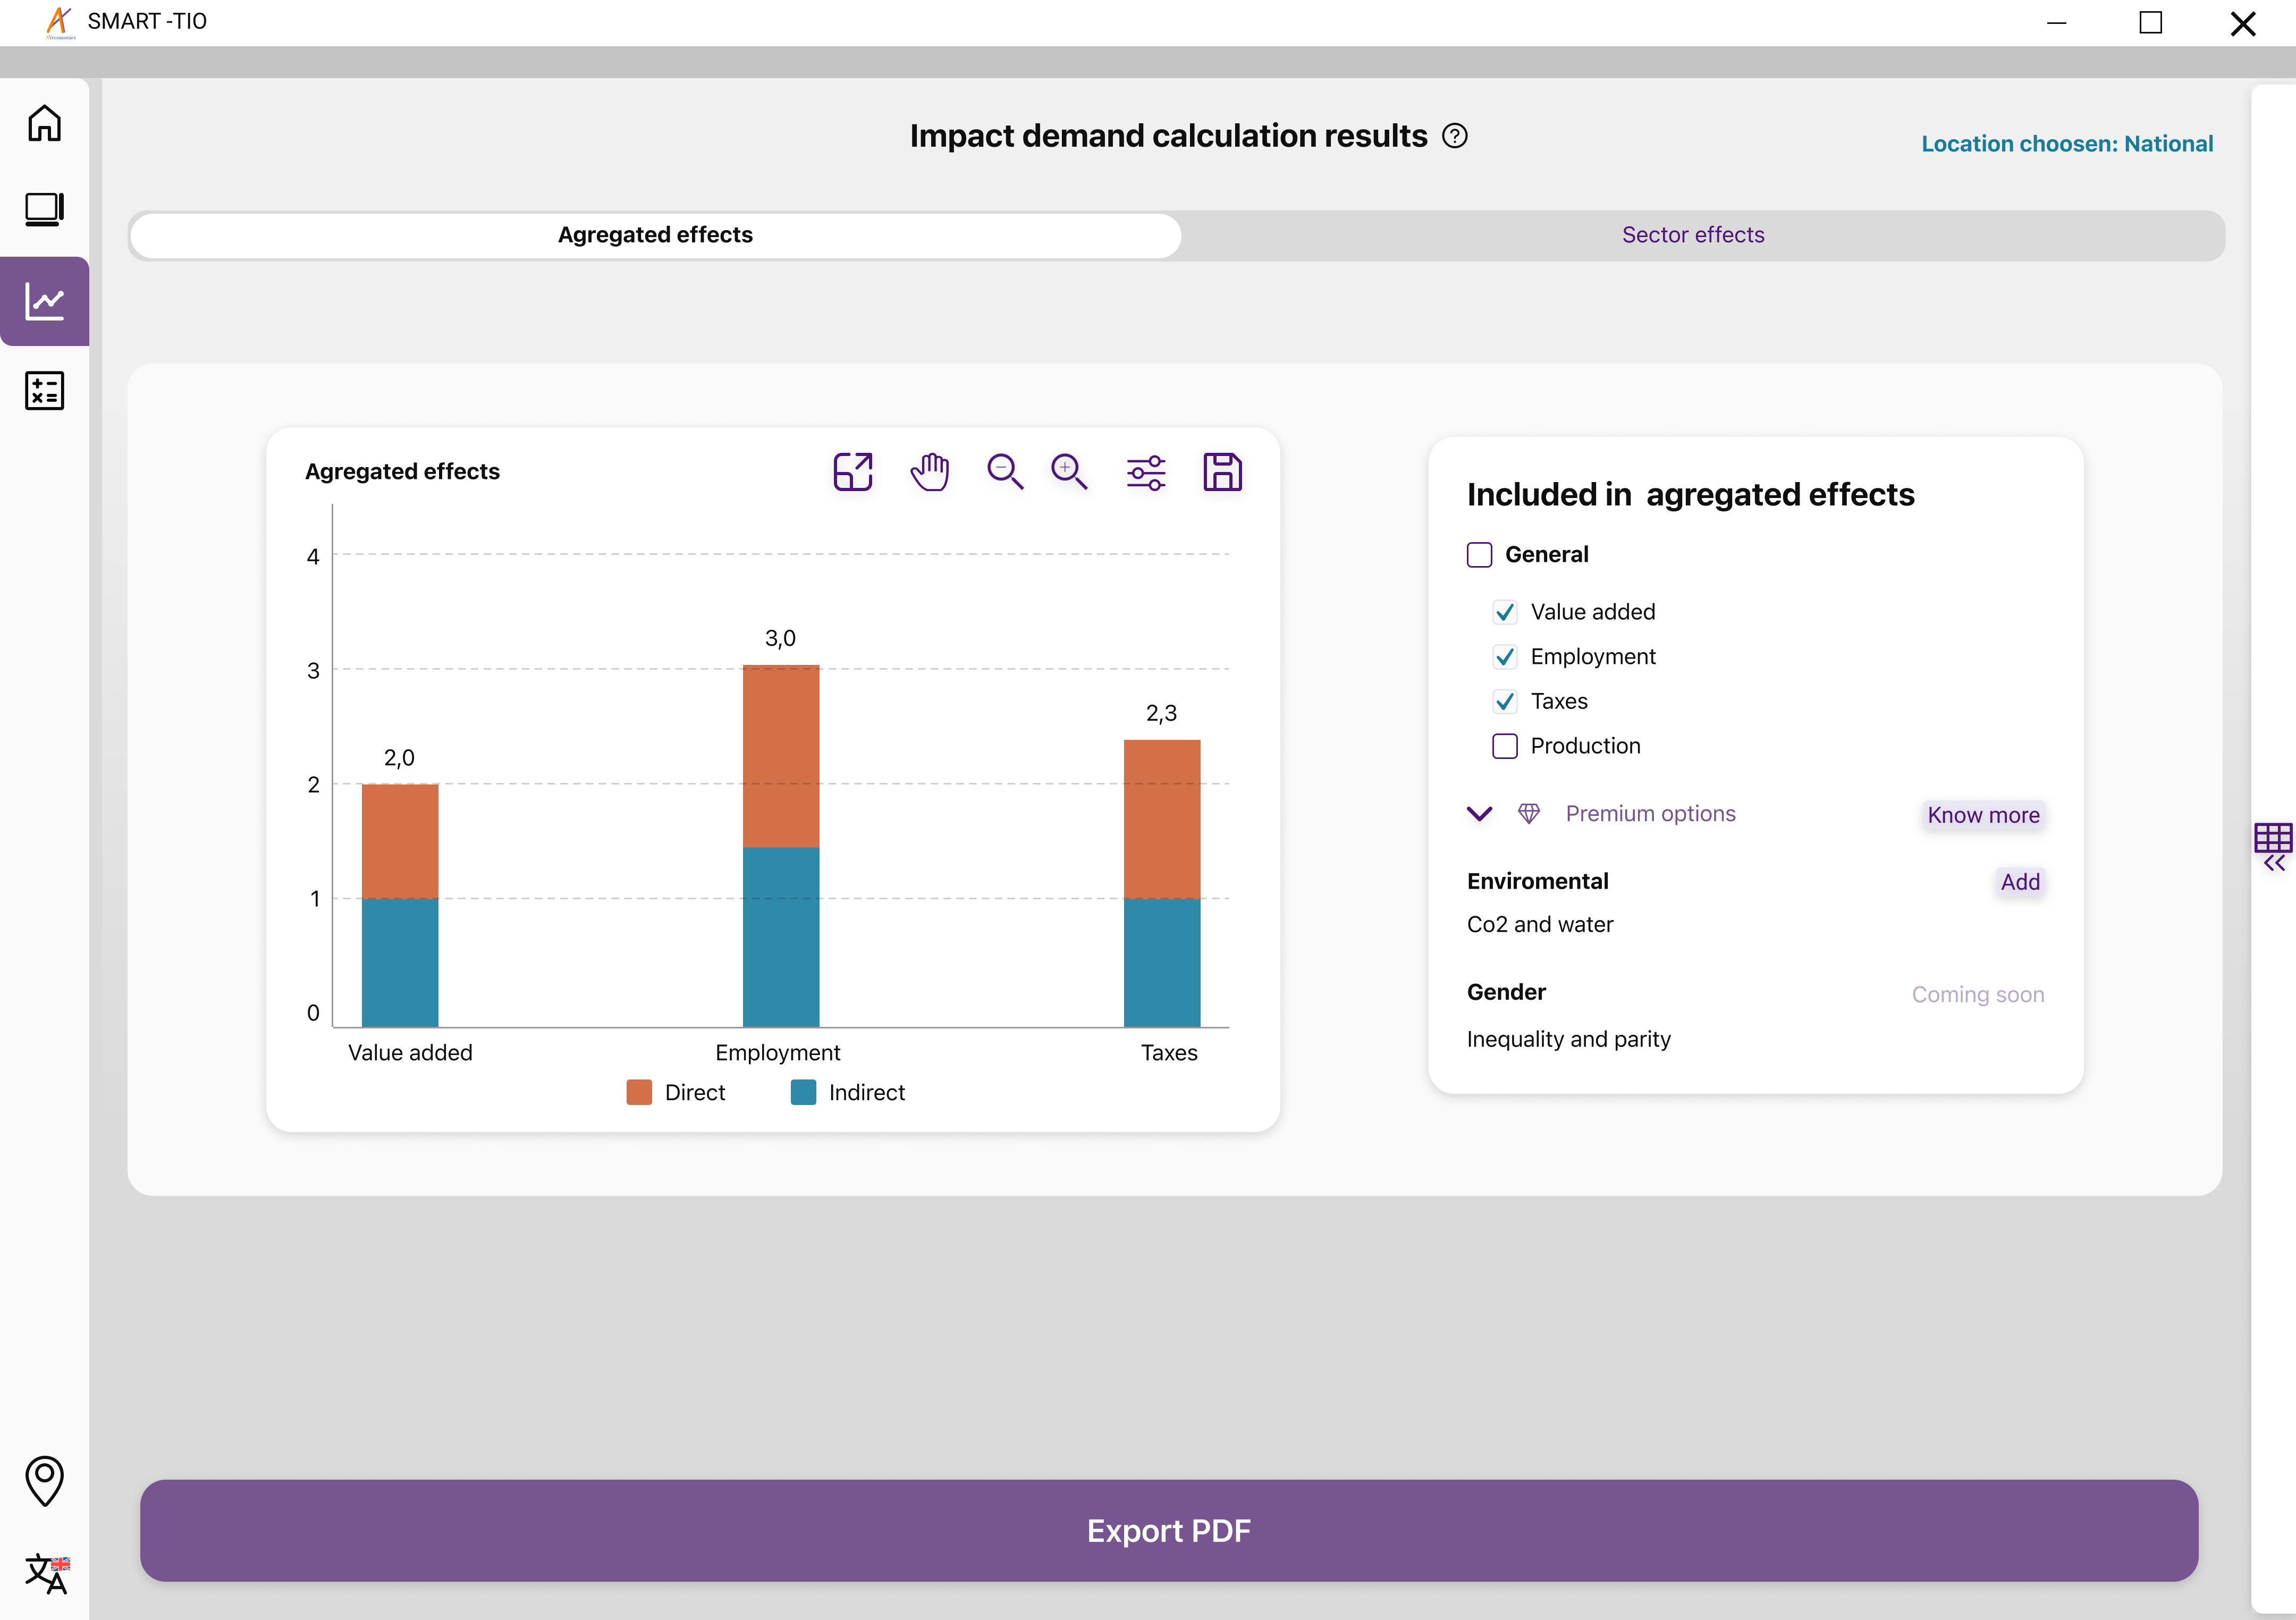 SMART -TIO
Impact demand calculation results
Location choosen: National
Agregated effects
Sector effects
Agregated effects
4
3
2
1
0
2,0
3,0
2,3
Value added
Employment
Taxes
Direct
Indirect
Included in  agregated effects
General
Value added
Employment
Taxes
Production
Premium options
Know more
Enviromental
Add
Co2 and water
Gender
Coming soon
Inequality and parity
Export PDF